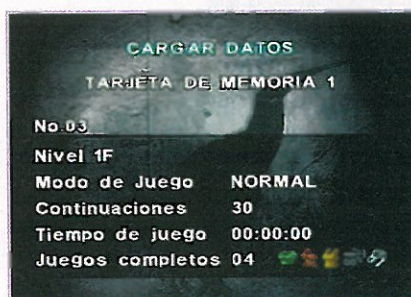 CARGAR DATOS
TARJETA DE MEMORIA 1
No.03
Nivel 1F
Modo de Juego NORMAL
Continuaciones 30
Tiempo de juego 00:00:00
Juegos completos 04